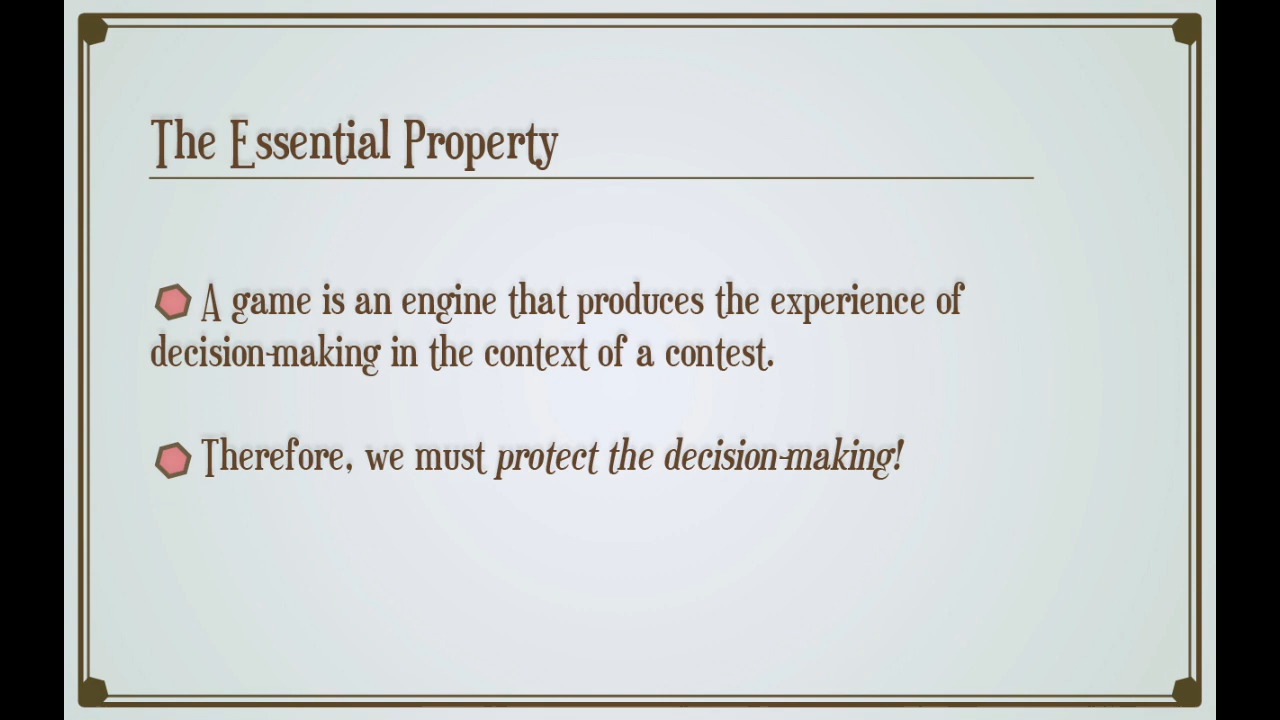 The Essential Property
A game is an engine that produces the experience of
decision-making in the context of a contest.
Therefore, we must protect the decision-making!